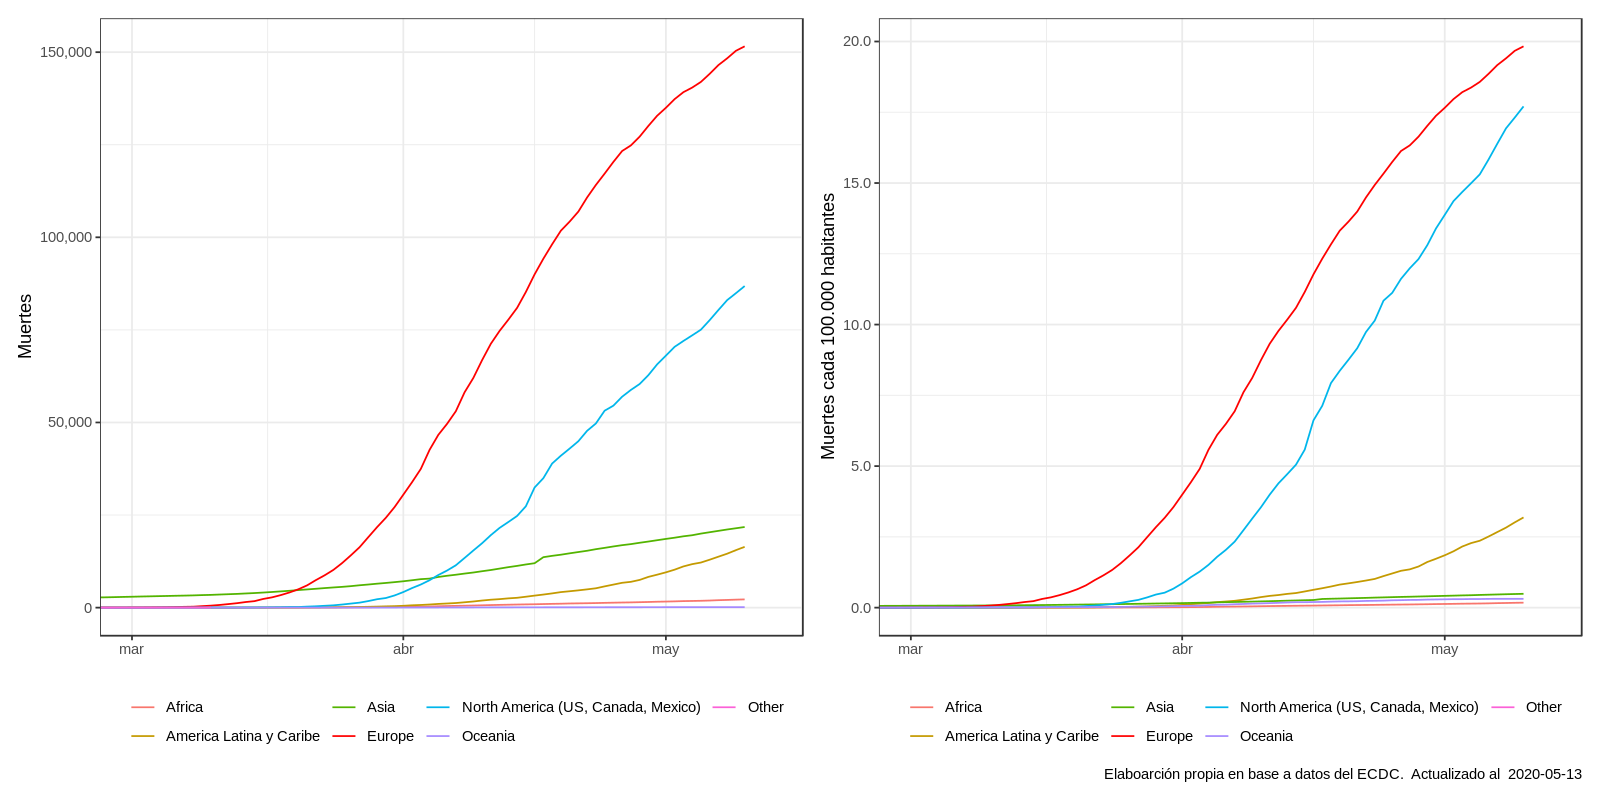 Muertes
150,000
100,000
50,000
0
mar
abr
may
Africa
Asia
North America (US, Canada, Mexico)
Other
America Latina y Caribe
Europe
Oceania
Muertes cada 100.000 habitantes
20.0
15.0
10.0
5.0
0.0
mar
abr
may
Africa
Asia
North America (US, Canada, Mexico)
Other
America Latina y Caribe
Europe
Oceania
Elaboarción propia en base a datos del ECDC.  Actualizado al  2020-05-13